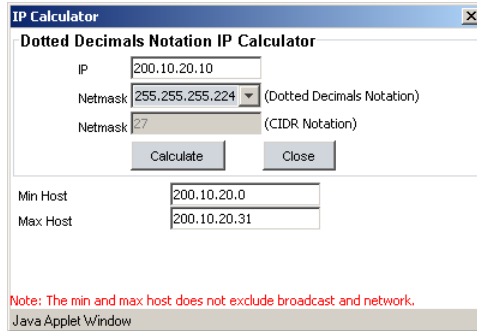 IP Calculator
Dotted Decimals Notation IP Calculator
IP 200.10.20.10
Netmask 255.255.255.224 (Dotted Decimals Notation)
Netmask 27 (CIDR Notation)
Calculate Close
Min Host 200.10.20.0
Max Host 200.10.20.31
Note: The min and max host does not exclude broadcast and network.
Java Applet Window